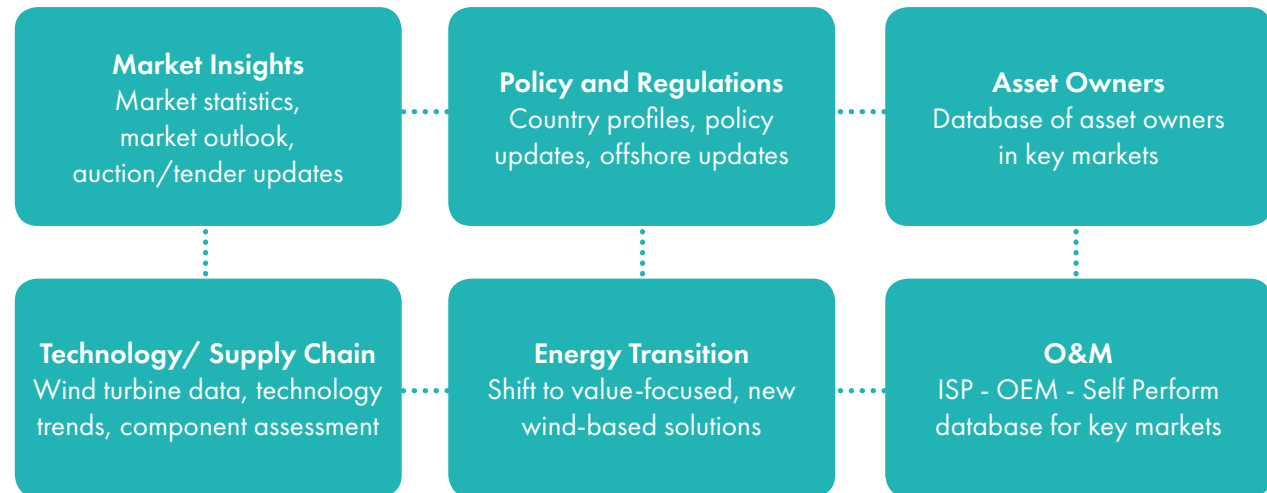 Market Insights
Market statistics,
market outlook,
auction/tender updates
Policy and Regulations
Country profiles, policy
updates, offshore updates
Asset Owners
Database of asset owners
in key markets
Technology/ Supply Chain
Wind turbine data, technology
trends, component assessment
Energy Transition
Shift to value-focused, new
wind-based solutions
O&M
ISP - OEM - Self Perform
database for key markets